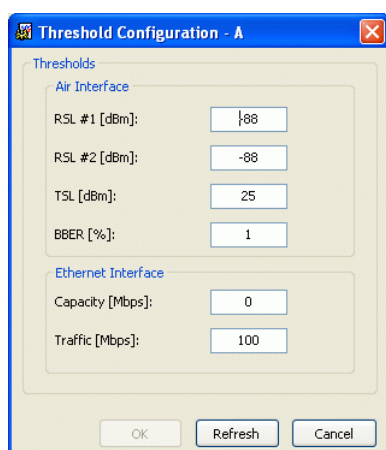 Threshold Configuration - A
Thresholds
Air Interface
RSL #1 [dBm]: -88
RSL #2 [dBm]: -88
TSL [dBm]: 25
BBER [%]: 1
Ethernet Interface
Capacity [Mbps]: 0
Traffic [Mbps]: 100
OK Refresh Cancel